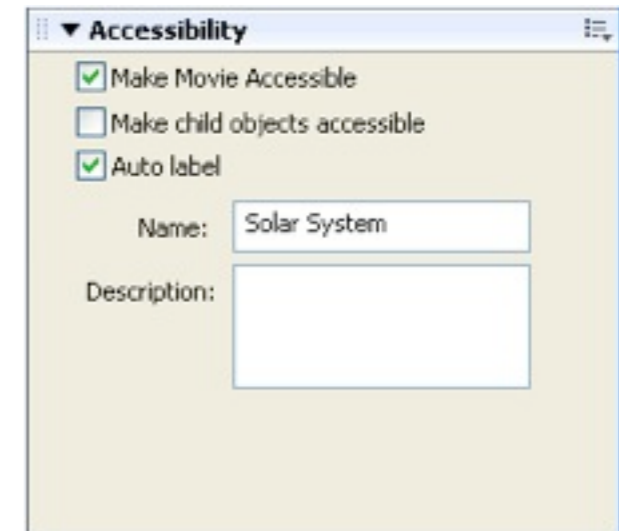 Accessibility
Make Movie Accessible
Make child objects accessible
Auto label
Name: Solar System
Description: